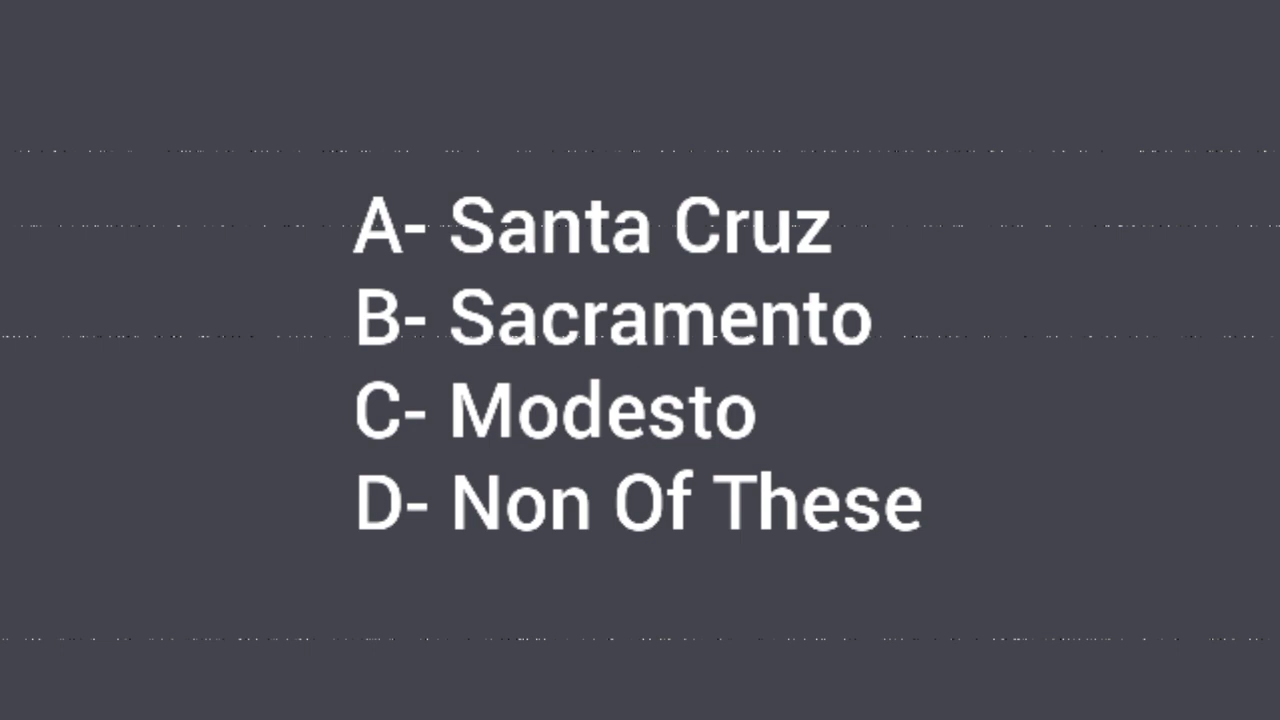 A- Santa Cruz
B- Sacramento
C- Modesto
D- Non Of These